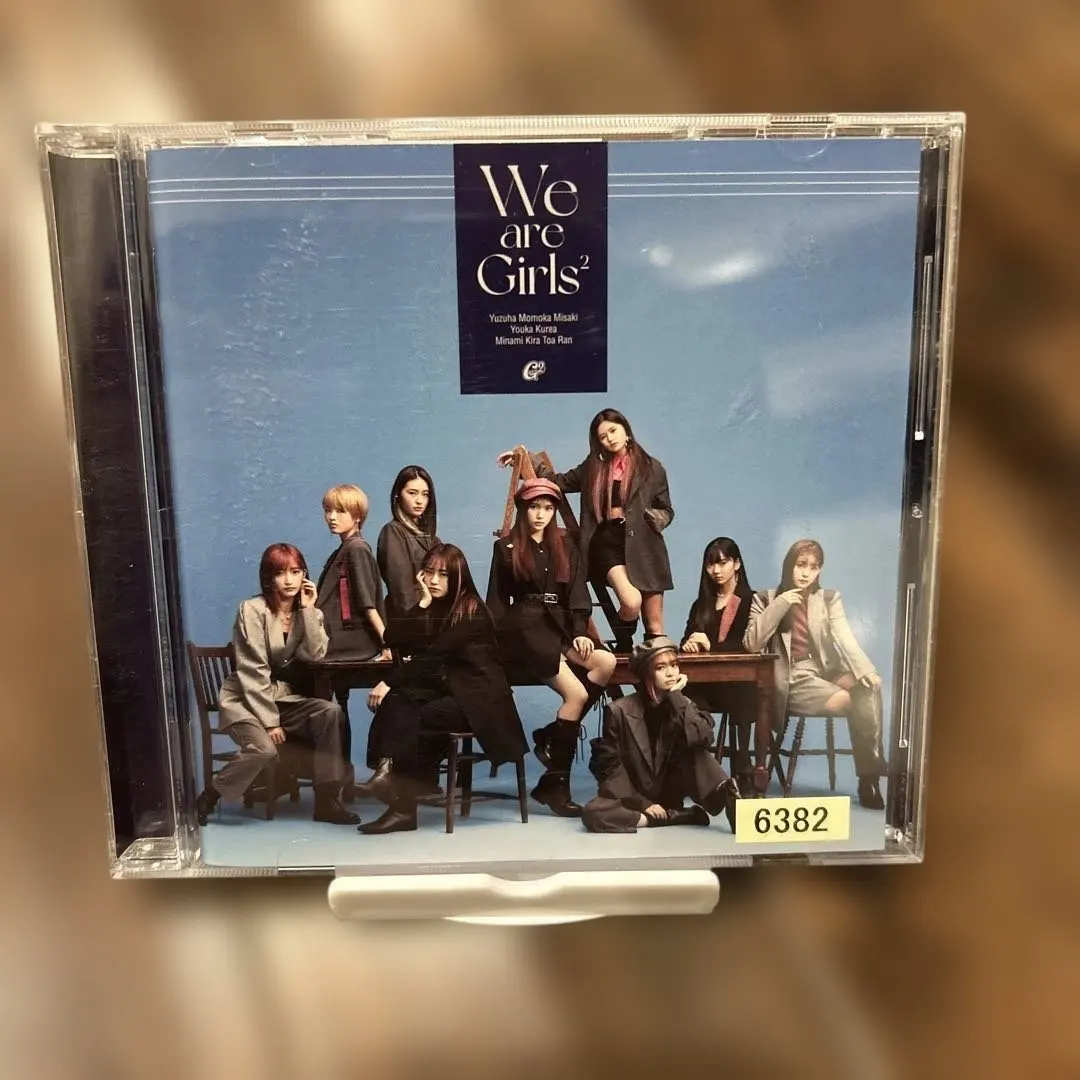 We
are
Girls²
Yuzuha Momoka Misaki
Youka Kurea
Minami Kira Toa Ran
G²
6382